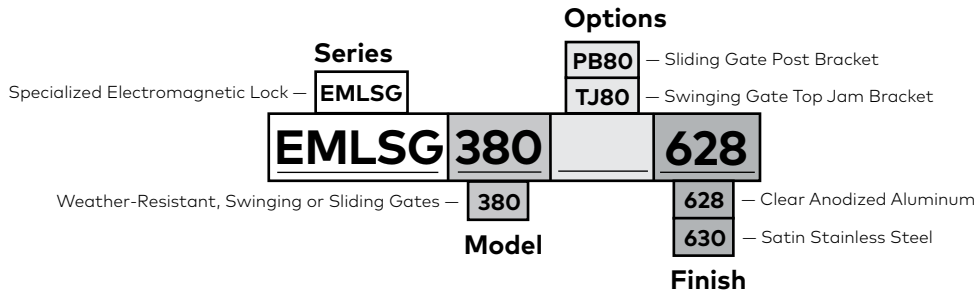 Options
Series
PB80 — Sliding Gate Post Bracket
Specialized Electromagnetic Lock — EMLSG
TJ80 — Swinging Gate Top Jam Bracket
EMLSG 380 628
Weather-Resistant, Swinging or Sliding Gates — 380
628 — Clear Anodized Aluminum
630 — Satin Stainless Steel
Model
Finish